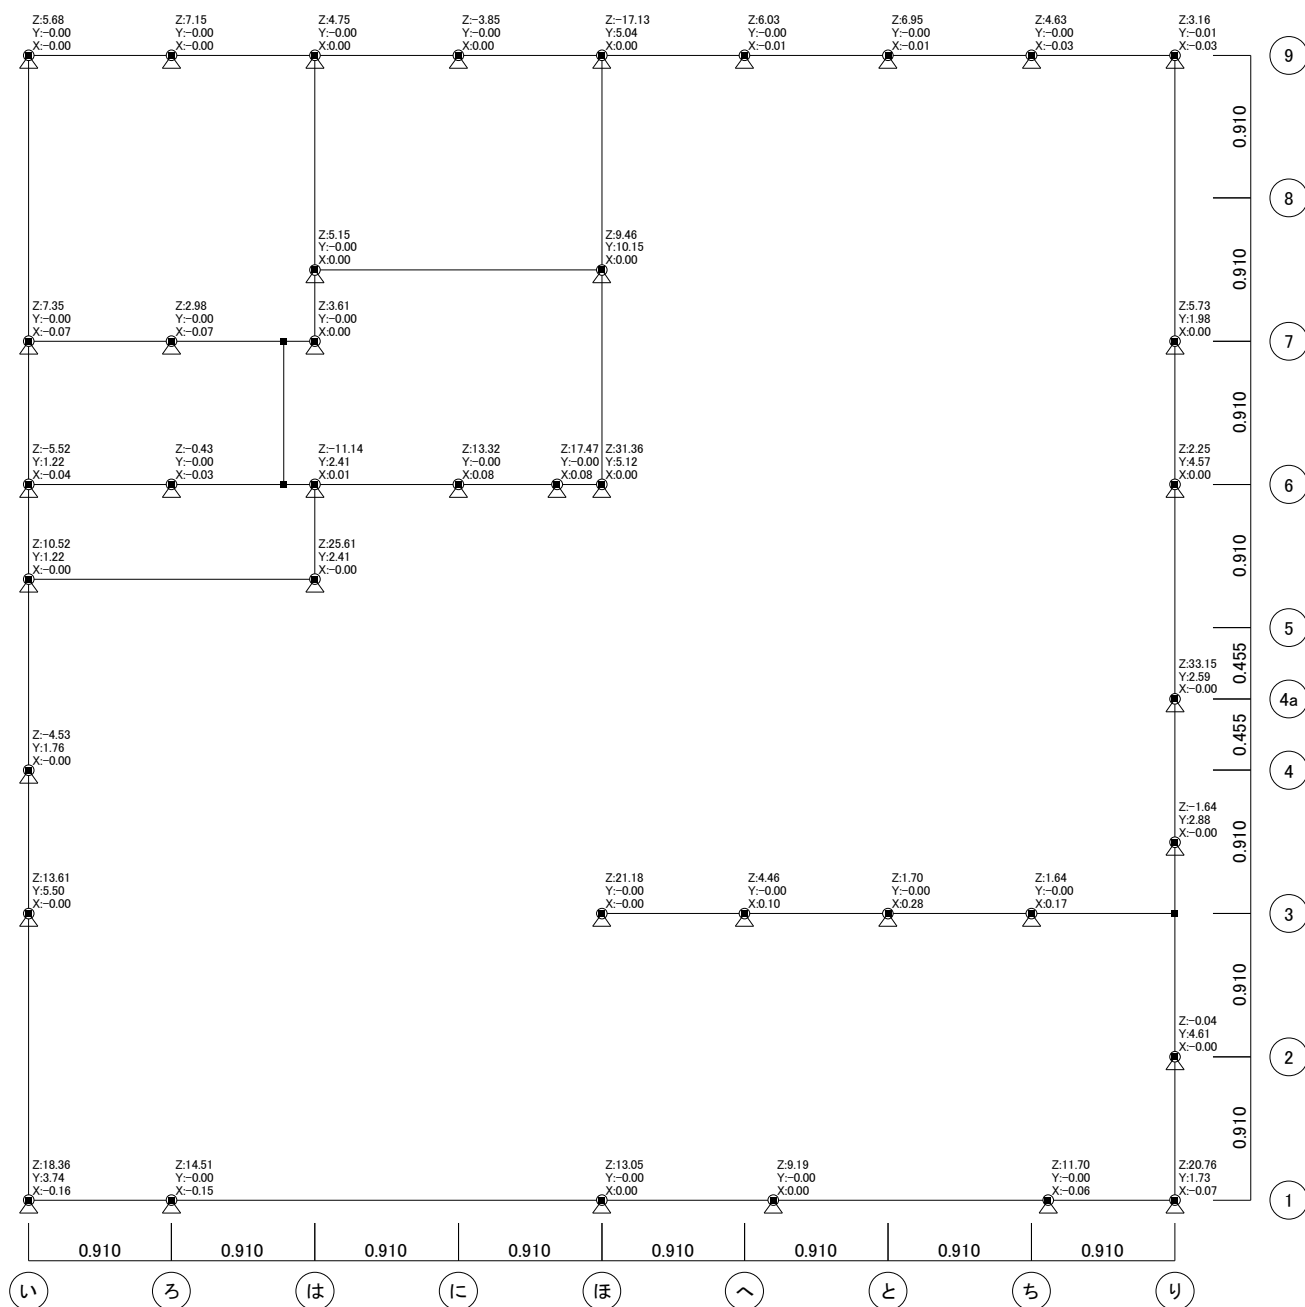 Z:5.68
Y:-0.00
X:-0.00
Z:7.15
Y:-0.00
X:-0.00
Z:4.75
Y:-0.00
X:0.00
Z:-3.85
Y:-0.00
X:0.00
Z:-17.13
Y:5.04
X:0.00
Z:6.03
Y:-0.00
X:-0.01
Z:6.95
Y:-0.00
X:-0.01
Z:4.63
Y:-0.00
X:-0.03
Z:3.16
Y:-0.01
X:-0.03
9
0.910
8
Z:5.15
Y:-0.00
X:0.00
Z:9.46
Y:10.15
X:0.00
0.910
Z:7.35
Y:-0.00
X:-0.07
Z:2.98
Y:-0.00
X:-0.07
Z:3.61
Y:-0.00
X:0.00
Z:5.73
Y:1.98
X:0.00
7
0.910
Z:-5.52
Y:1.22
X:-0.04
Z:-0.43
Y:-0.00
X:-0.03
Z:-11.14
Y:2.41
X:0.01
Z:13.32
Y:-0.00
X:0.08
Z:17.47
Y:-0.00
X:0.08
Z:31.36
Y:5.12
X:0.00
Z:2.25
Y:4.57
X:0.00
6
Z:10.52
Y:1.22
X:-0.00
Z:25.61
Y:2.41
X:-0.00
0.910
5
0.455
Z:33.15
Y:2.59
X:-0.00
4a
0.455
Z:-4.53
Y:1.76
X:-0.00
4
Z:-1.64
Y:2.88
X:-0.00
0.910
Z:13.61
Y:5.50
X:-0.00
Z:21.18
Y:-0.00
X:-0.00
Z:4.46
Y:-0.00
X:0.10
Z:1.70
Y:-0.00
X:0.28
Z:1.64
Y:-0.00
X:0.17
3
0.910
Z:-0.04
Y:4.61
X:-0.00
2
0.910
Z:18.36
Y:3.74
X:-0.16
Z:14.51
Y:-0.00
X:-0.15
Z:13.05
Y:-0.00
X:0.00
Z:9.19
Y:-0.00
X:0.00
Z:11.70
Y:-0.00
X:-0.06
Z:20.76
Y:1.73
X:-0.07
1
0.910 0.910 0.910 0.910 0.910 0.910 0.910 0.910
い ろ は に ほ へ と ち り